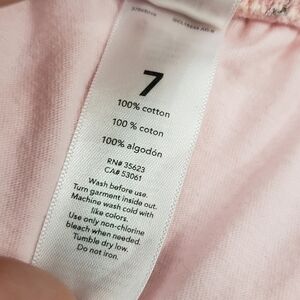 7
100% cotton
100 % coton
100% algodón
RN# 35623
CA# 53061
Wash before use.
Turn garment inside out.
Machine wash cold with
like colors.
Use only non-chlorine
bleach when needed.
Tumble dry low.
Do not iron.